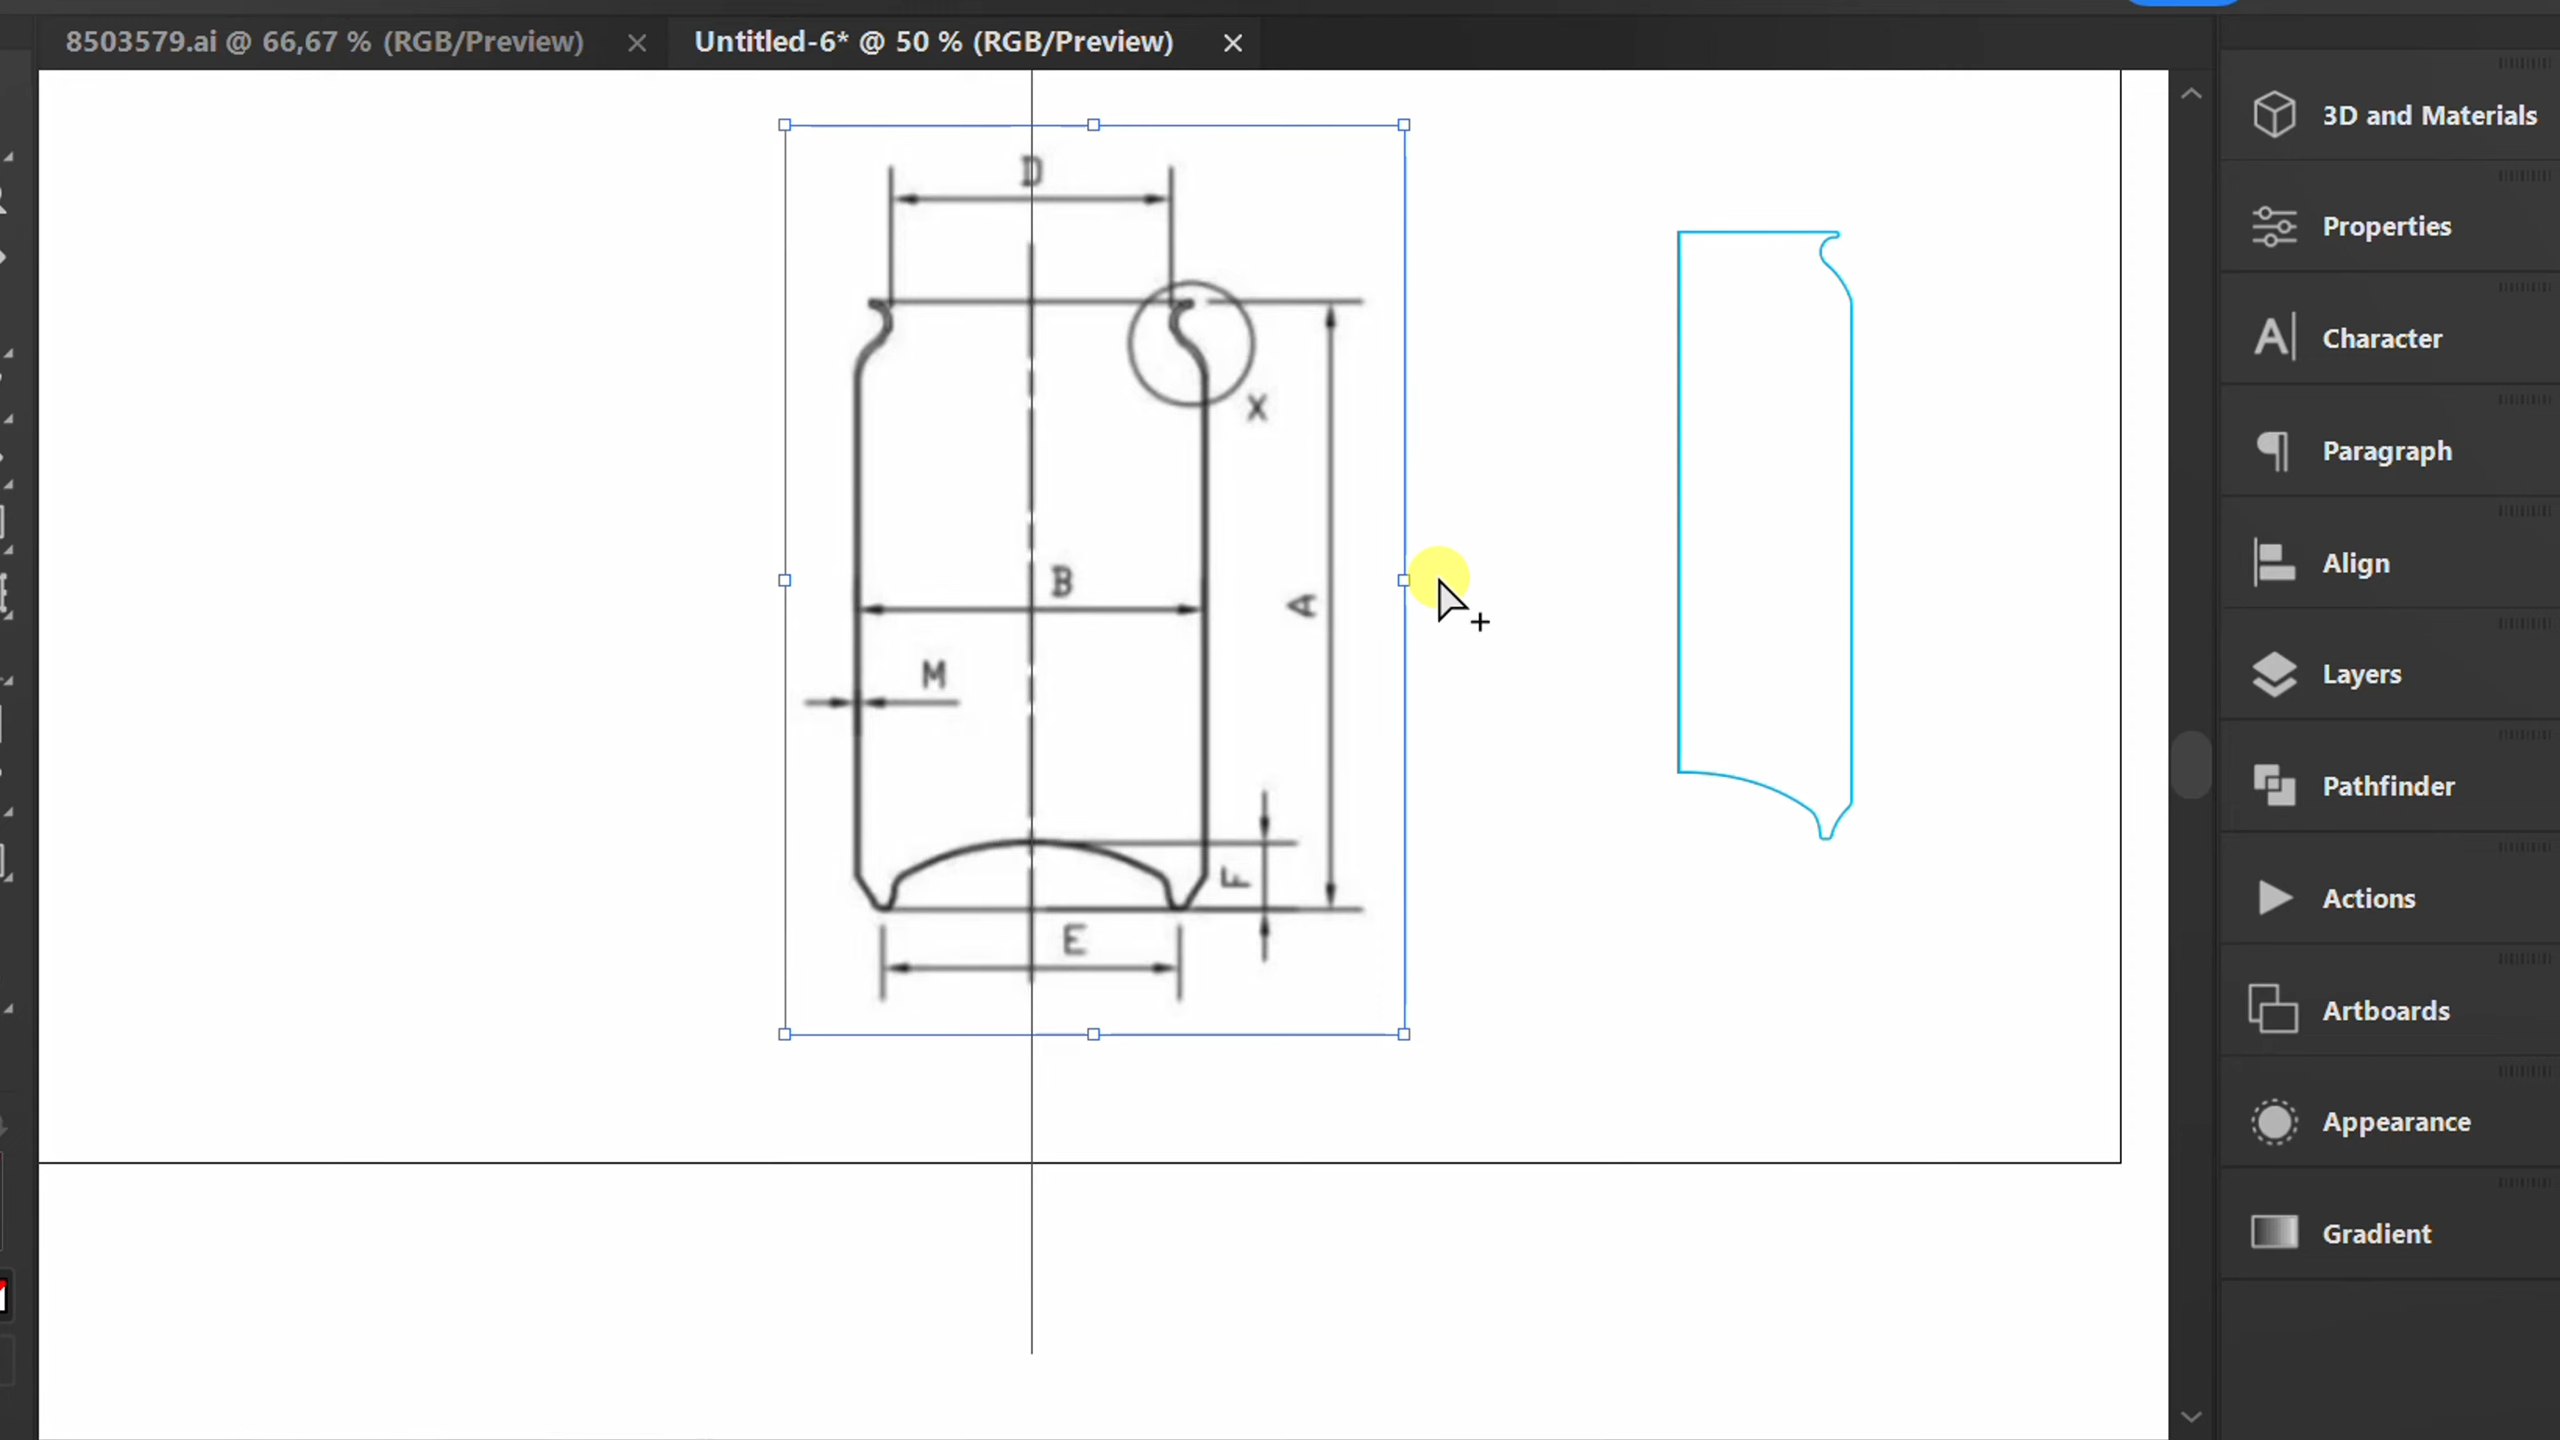 8503579.ai @ 66,67 % (RGB/Preview)
Untitled-6* @ 50 % (RGB/Preview)
D
X
B
A
M
F
E
3D and Materials
Properties
Character
Paragraph
Align
Layers
Pathfinder
Actions
Artboards
Appearance
Gradient